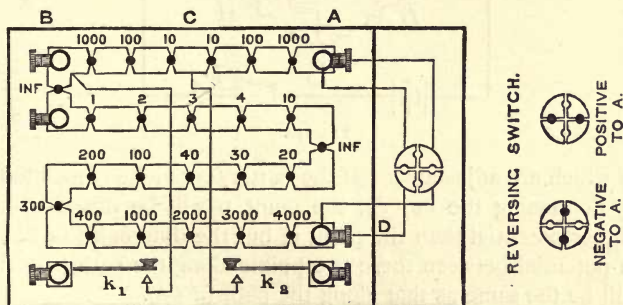 B C A
1000 100 10 10 100 1000
INF
1 2 3 4 10
INF
200 100 40 30 20
300
400 1000 2000 3000 4000
D
k1 k2
REVERSING SWITCH.
NEGATIVE TO A.
POSITIVE TO A.